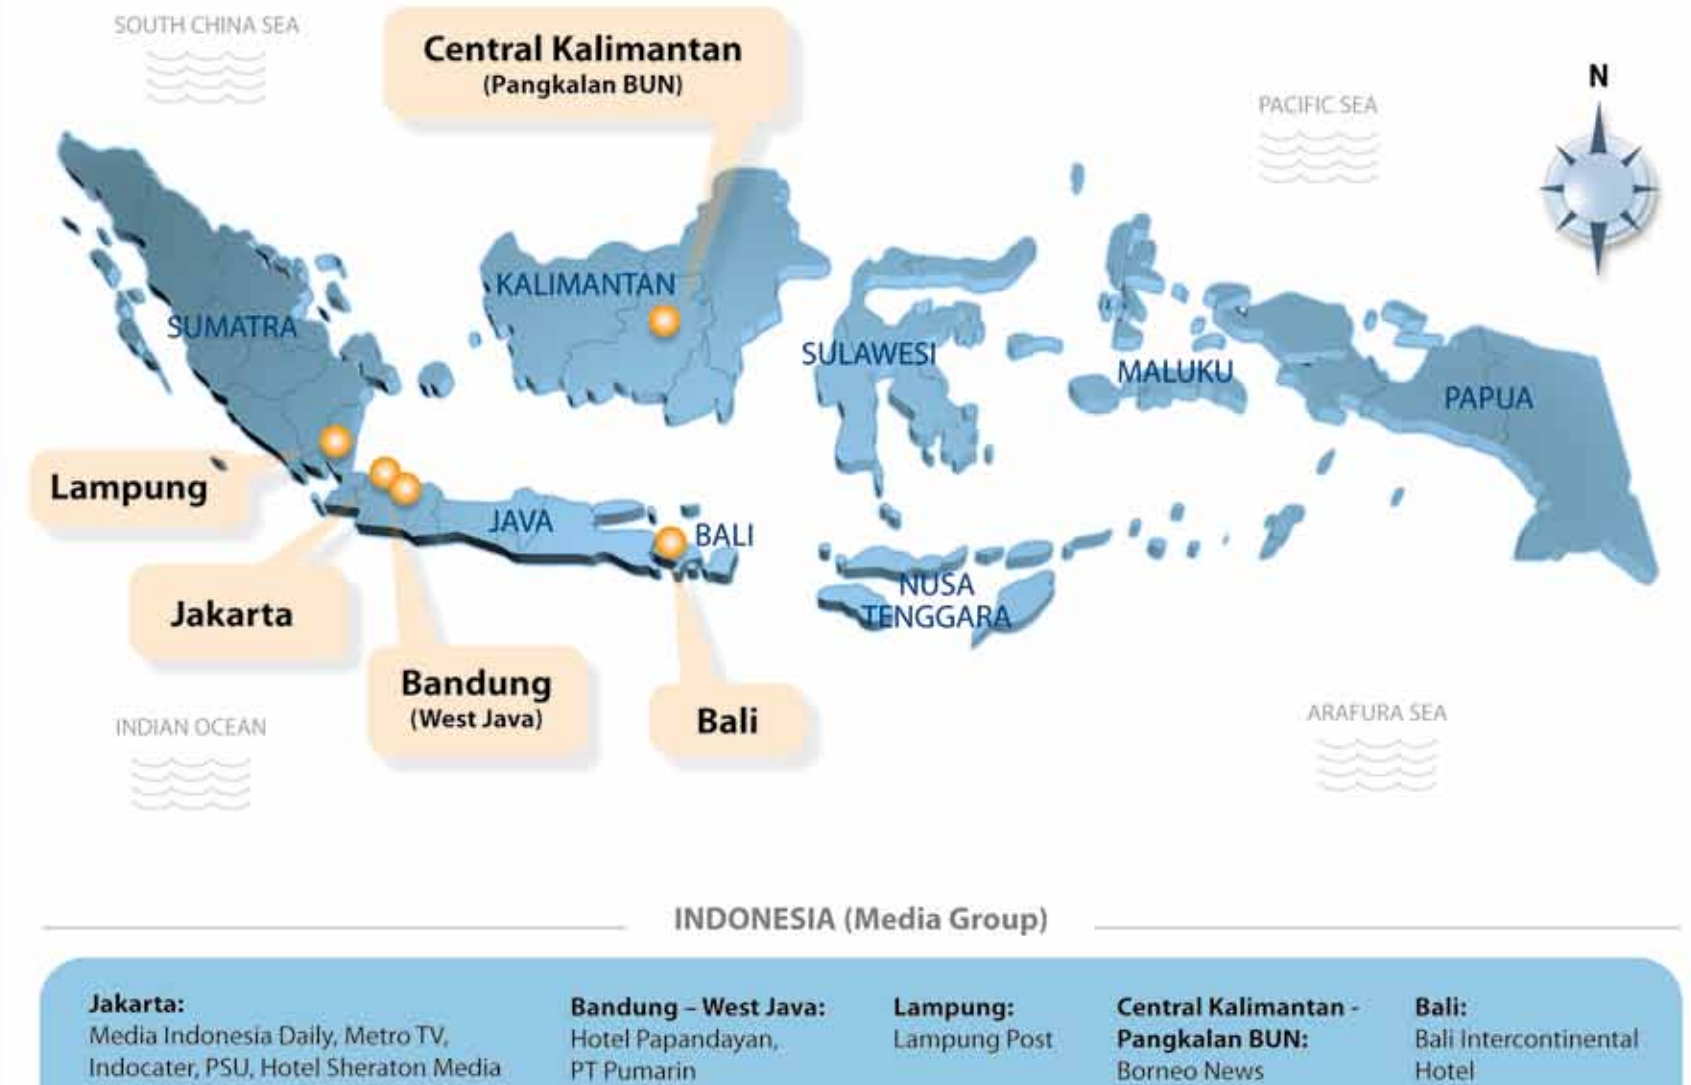 SOUTH CHINA SEA
Central Kalimantan
(Pangkalan BUN)
N
PACIFIC SEA
KALIMANTAN
SUMATRA
SULAWESI
MALUKU
PAPUA
Lampung
JAVA
BALI
NUSA
TENGGARA
Jakarta
Bandung
(West Java)
Bali
INDIAN OCEAN
ARAFURA SEA
INDONESIA (Media Group)
Jakarta:
Media Indonesia Daily, Metro TV,
Indocater, PSU, Hotel Sheraton Media
Bandung – West Java:
Hotel Papandayan,
PT Pumarin
Lampung:
Lampung Post
Central Kalimantan -
Pangkalan BUN:
Borneo News
Bali:
Bali Intercontinental
Hotel